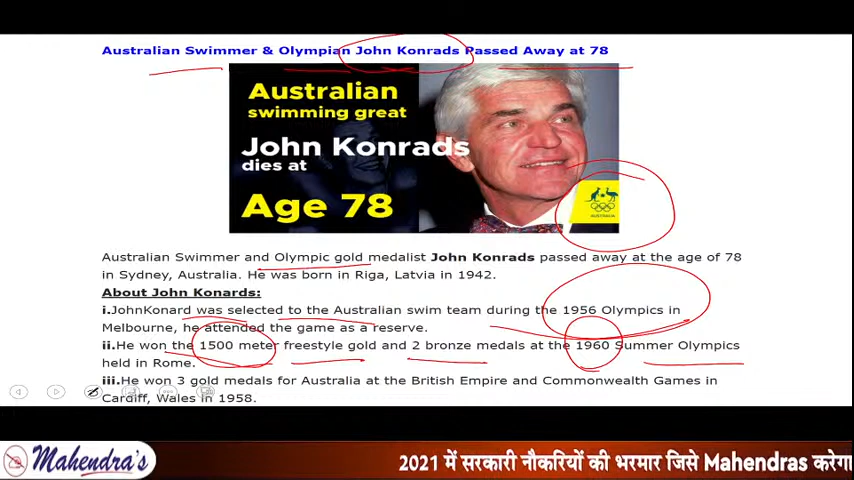 Australian Swimmer & Olympian John Konrads Passed Away at 78
Australian
swimming great
John Konrads
dies at
Age 78
AUSTRALIA
Australian Swimmer and Olympic gold medalist John Konrads passed away at the age of 78
in Sydney, Australia. He was born in Riga, Latvia in 1942.
About John Konards:
i.JohnKonard was selected to the Australian swim team during the 1956 Olympics in
Melbourne, he attended the game as a reserve.
ii.He won the 1500 meter freestyle gold and 2 bronze medals at the 1960 Summer Olympics
held in Rome.
iii.He won 3 gold medals for Australia at the British Empire and Commonwealth Games in
Cardiff, Wales in 1958.
Mahendra's
2021 में सरकारी नौकरियों की भरमार जिसे Mahendras करेगा